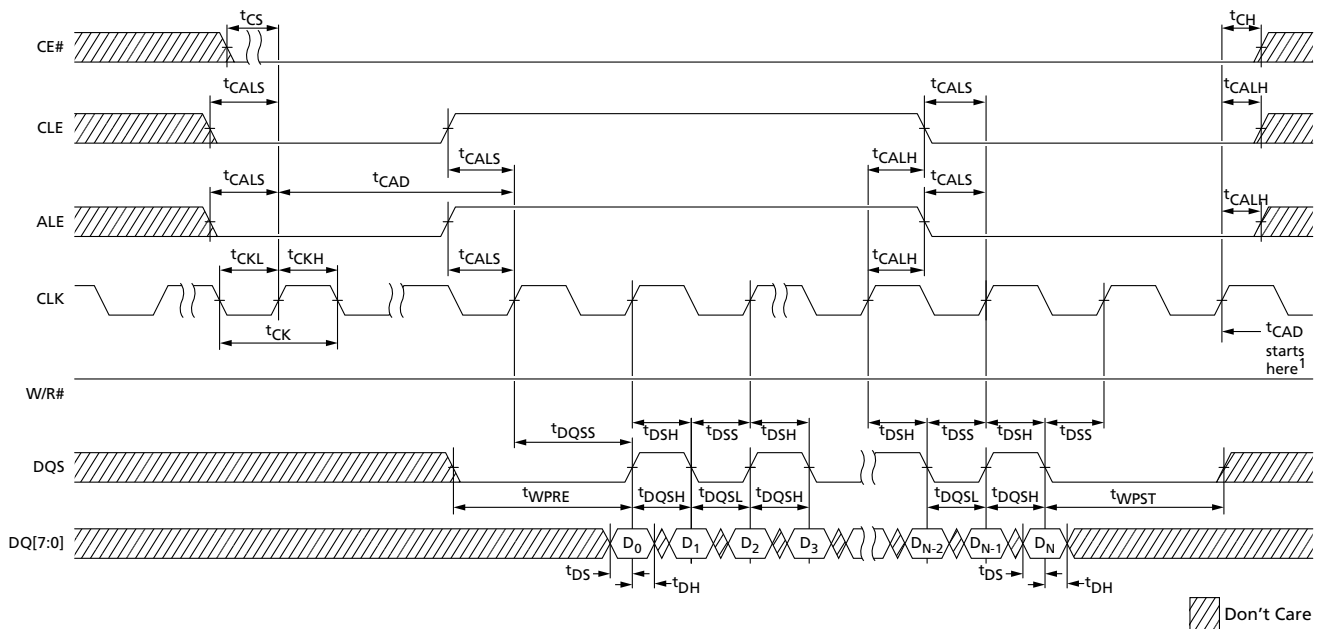 tCS
tCH
CE#
tCALS
tCALS
tCALH
CLE
tCALS
tCALH
tCALS
tCAD
tCALS
tCALH
ALE
tCKL
tCKH
tCALS
tCALH
CLK
tCK
tCAD
starts
here1
W/R#
tDQSS
tDSH
tDSS
tDSH
tDSH
tDSS
tDSH
tDSS
DQS
tWPRE
tDQSH
tDQSL
tDQSH
tDQSL
tDQSH
tWPST
DQ[7:0]
D0
D1
D2
D3
DN-2
DN-1
DN
tDS
tDH
tDS
tDH
Don't Care